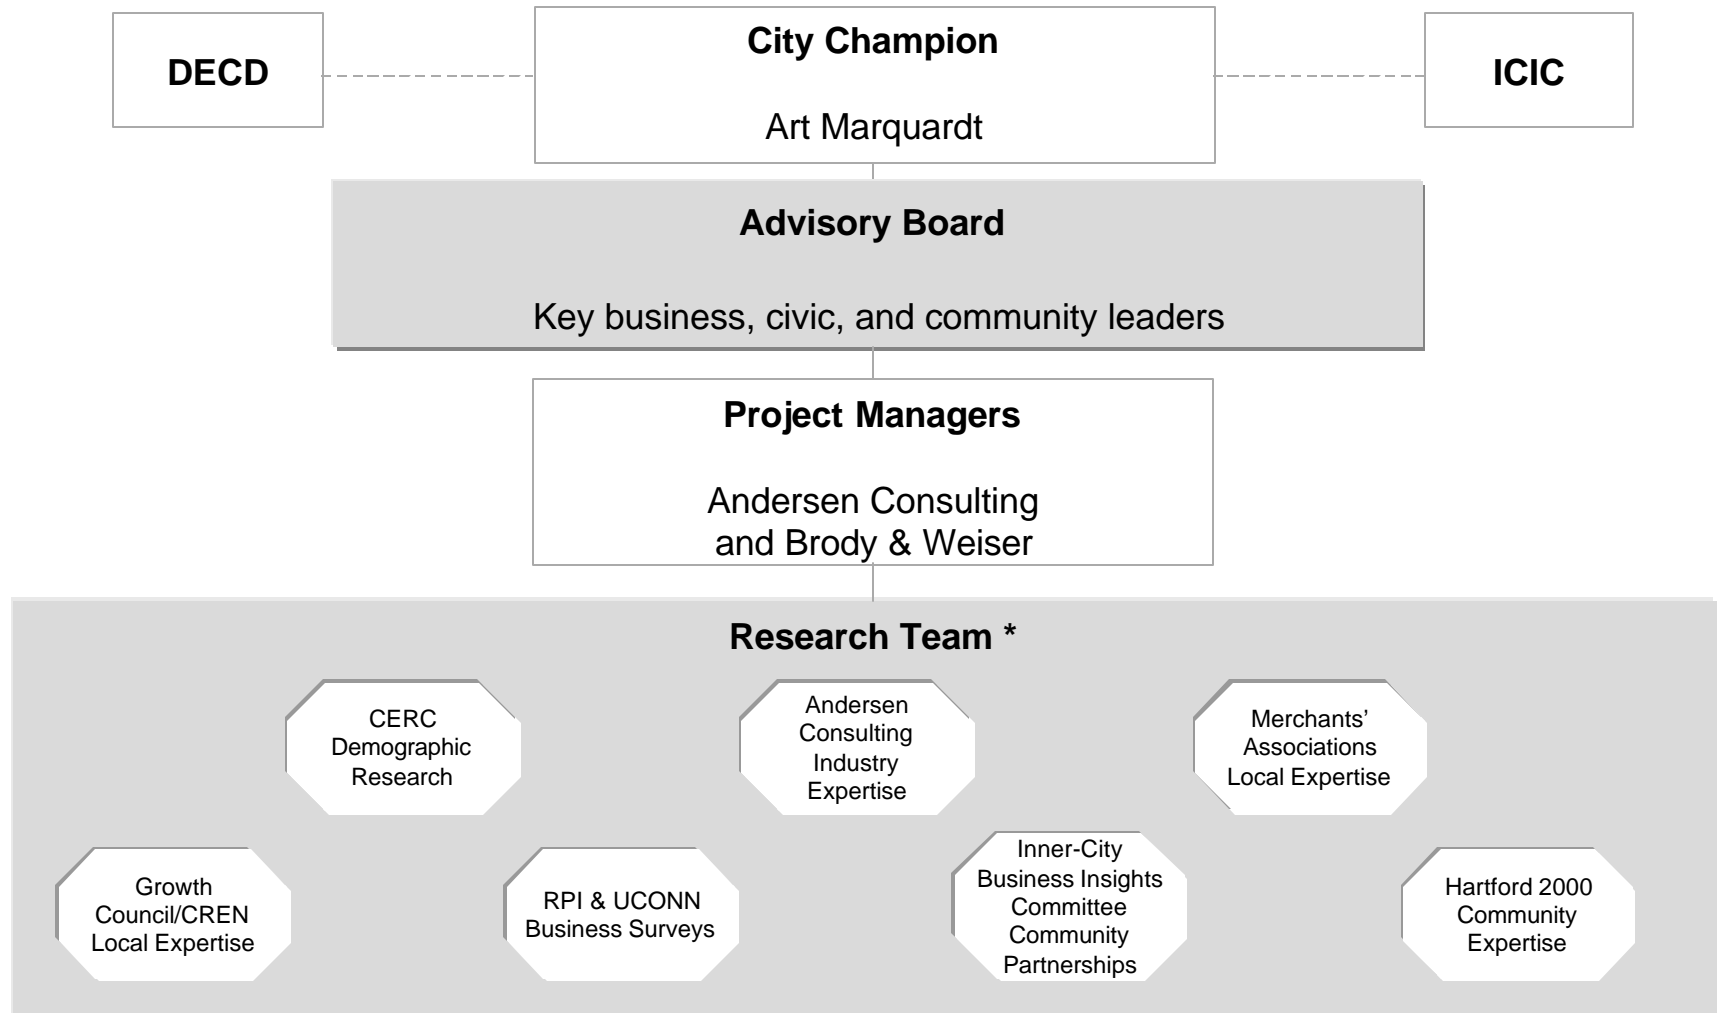 DECD
City Champion
Art Marquardt
ICIC
Advisory Board
Key business, civic, and community leaders
Project Managers
Andersen Consulting
and Brody & Weiser
Research Team *
CERC
Demographic
Research
Andersen
Consulting
Industry
Expertise
Merchants’
Associations
Local Expertise
Growth
Council/CREN
Local Expertise
RPI & UCONN
Business Surveys
Inner-City
Business Insights
Committee
Community
Partnerships
Hartford 2000
Community
Expertise